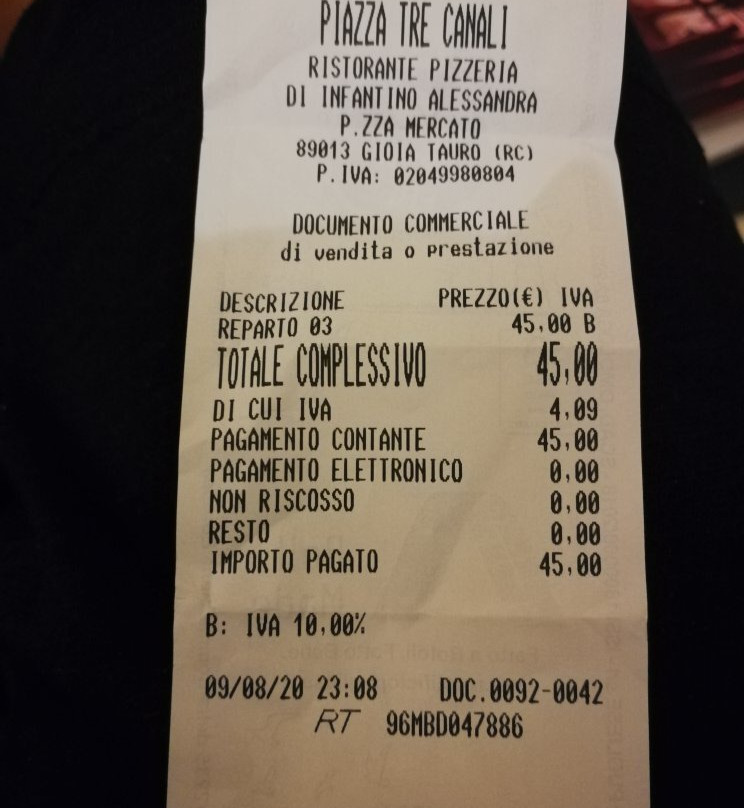 PIAZZA TRE CANALI
RISTORANTE PIZZERIA
DI INFANTINO ALESSANDRA
P.ZZA MERCATO
89013 GIOIA TAURO (RC)
P.IVA: 02049980804
DOCUMENTO COMMERCIALE
di vendita o prestazione
DESCRIZIONE PREZZO(€) IVA
REPARTO 03 45,00 B
TOTALE COMPLESSIVO 45,00
DI CUI IVA 4,09
PAGAMENTO CONTANTE 45,00
PAGAMENTO ELETTRONICO 0,00
NON RISCOSSO 0,00
RESTO 0,00
IMPORTO PAGATO 45,00
B: IVA 10,00%
09/08/20 23:08 DOC.0092-0042
RT 96MBD047886